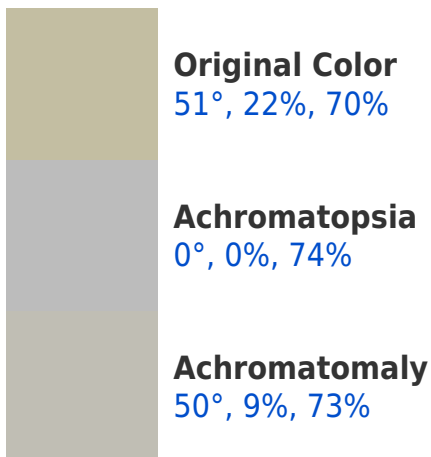 Original Color
51°, 22%, 70%
Achromatopsia
0°, 0%, 74%
Achromatomaly
50°, 9%, 73%